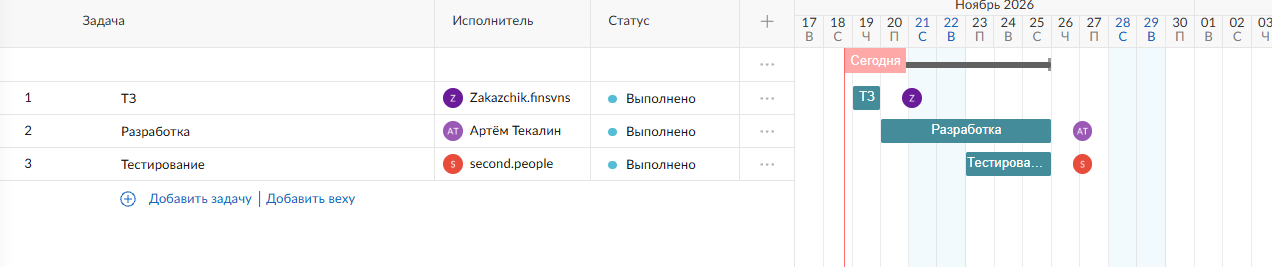 Ноябрь 2026
Задача Исполнитель Статус
17 18 19 20 21 22 23 24 25 26 27 28 29 30 01 02 03
В С Ч П С В П В С Ч П С В П В С Ч
Сегодня
1 ТЗ Z Zakazchik.finsvns Выполнено ТЗ Z
2 Разработка АТ Артём Текалин Выполнено Разработка АТ
3 Тестирование S second.people Выполнено Тестирова... S
Добавить задачу | Добавить веху